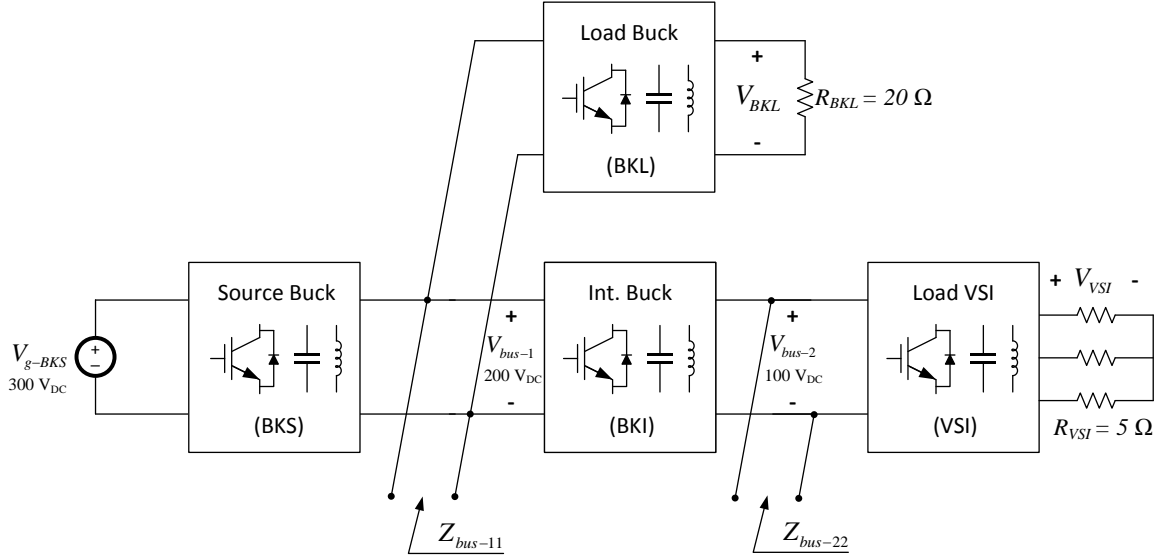 Load Buck
(BKL)
+
V_BKL
-
R_BKL = 20 Ω
V_g-BKS
300 V_DC
+
−
Source Buck
(BKS)
+
V_bus-1
200 V_DC
-
Int. Buck
(BKI)
+
V_bus-2
100 V_DC
-
Load VSI
(VSI)
+ V_VSI -
R_VSI = 5 Ω
Z_bus-11
Z_bus-22